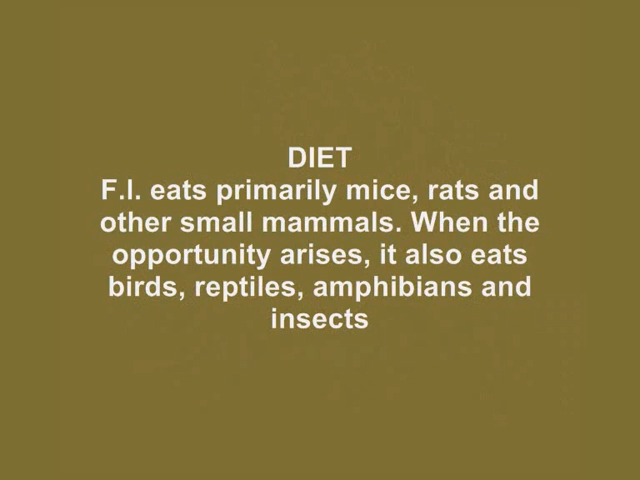 DIET
F.l. eats primarily mice, rats and
other small mammals. When the
opportunity arises, it also eats
birds, reptiles, amphibians and
insects